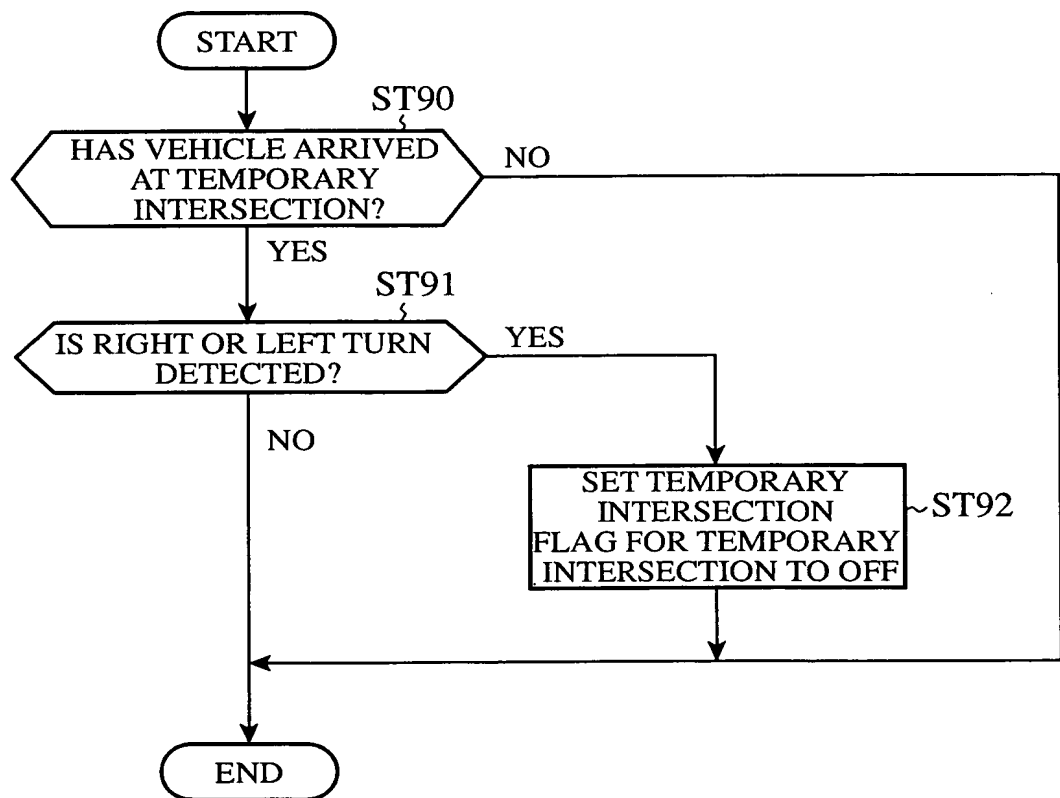 START
ST90
HAS VEHICLE ARRIVED
AT TEMPORARY
INTERSECTION?
NO
YES
ST91
IS RIGHT OR LEFT TURN
DETECTED?
YES
NO
SET TEMPORARY
INTERSECTION
FLAG FOR TEMPORARY
INTERSECTION TO OFF
ST92
END